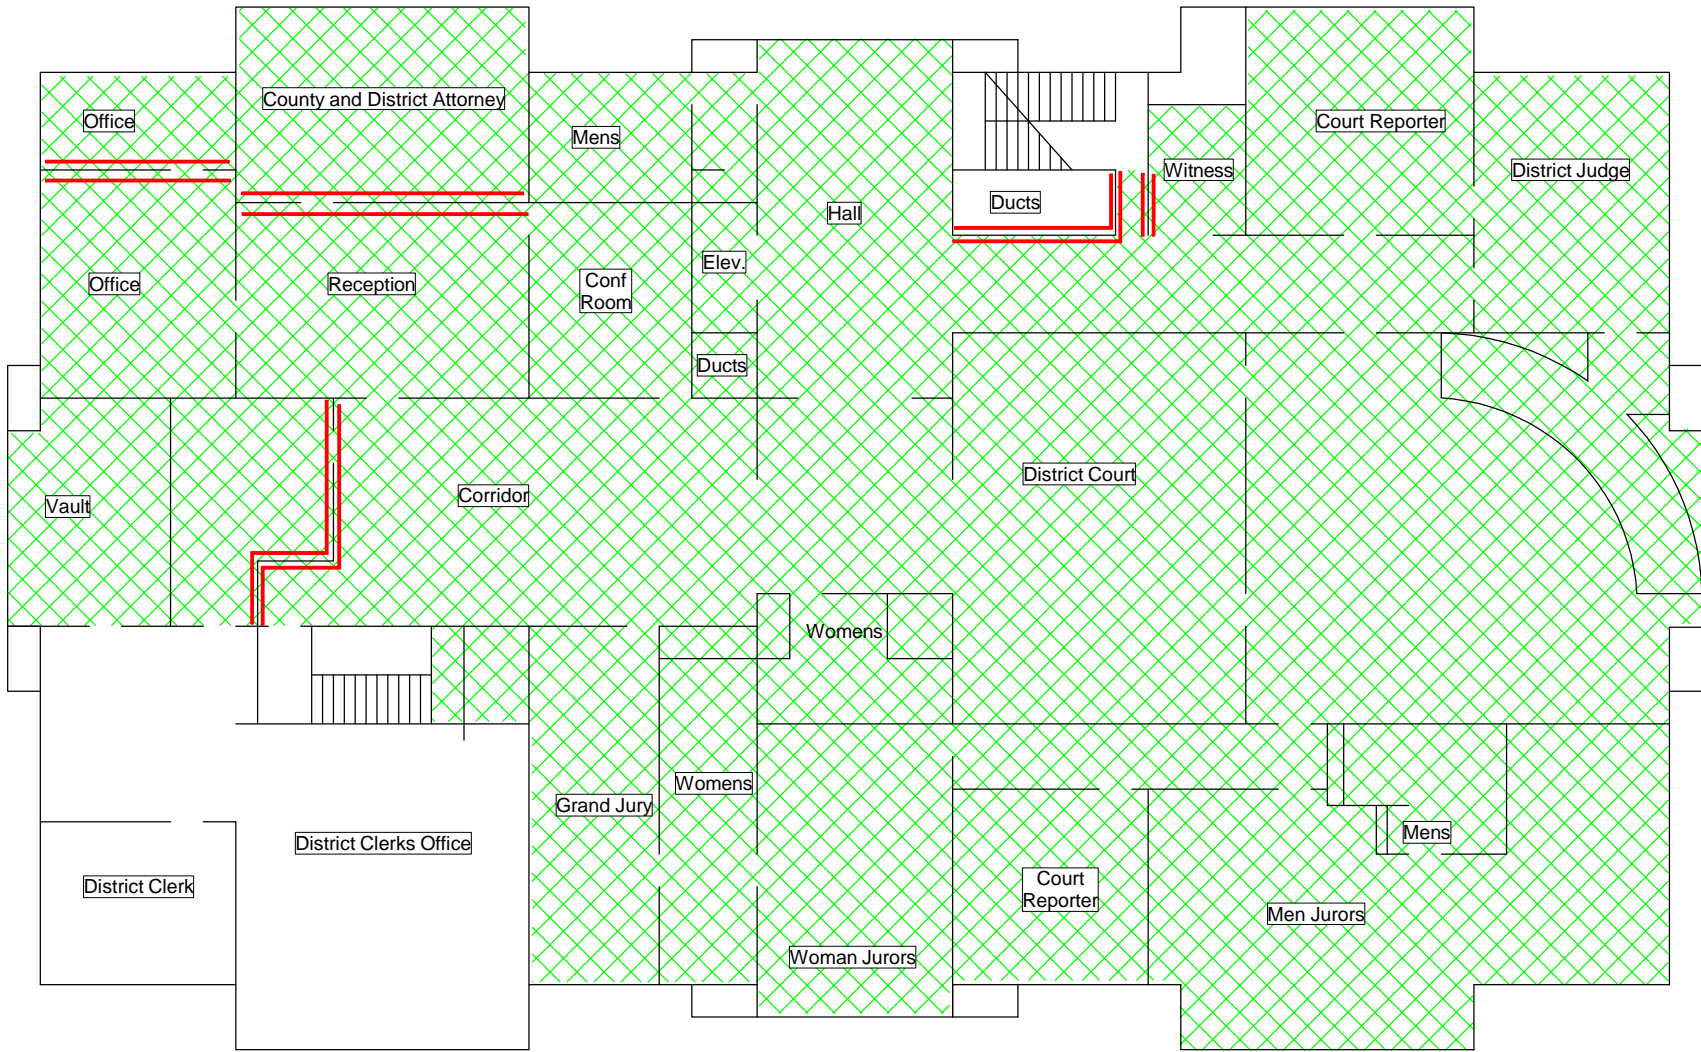 County and District Attorney
Office
Mens
Court Reporter
Witness
District Judge
Ducts
Hall
Office
Reception
Conf
Room
Elev.
Ducts
Vault
Corridor
District Court
Womens
Womens
Grand Jury
District Clerks Office
Mens
District Clerk
Court
Reporter
Men Jurors
Woman Jurors